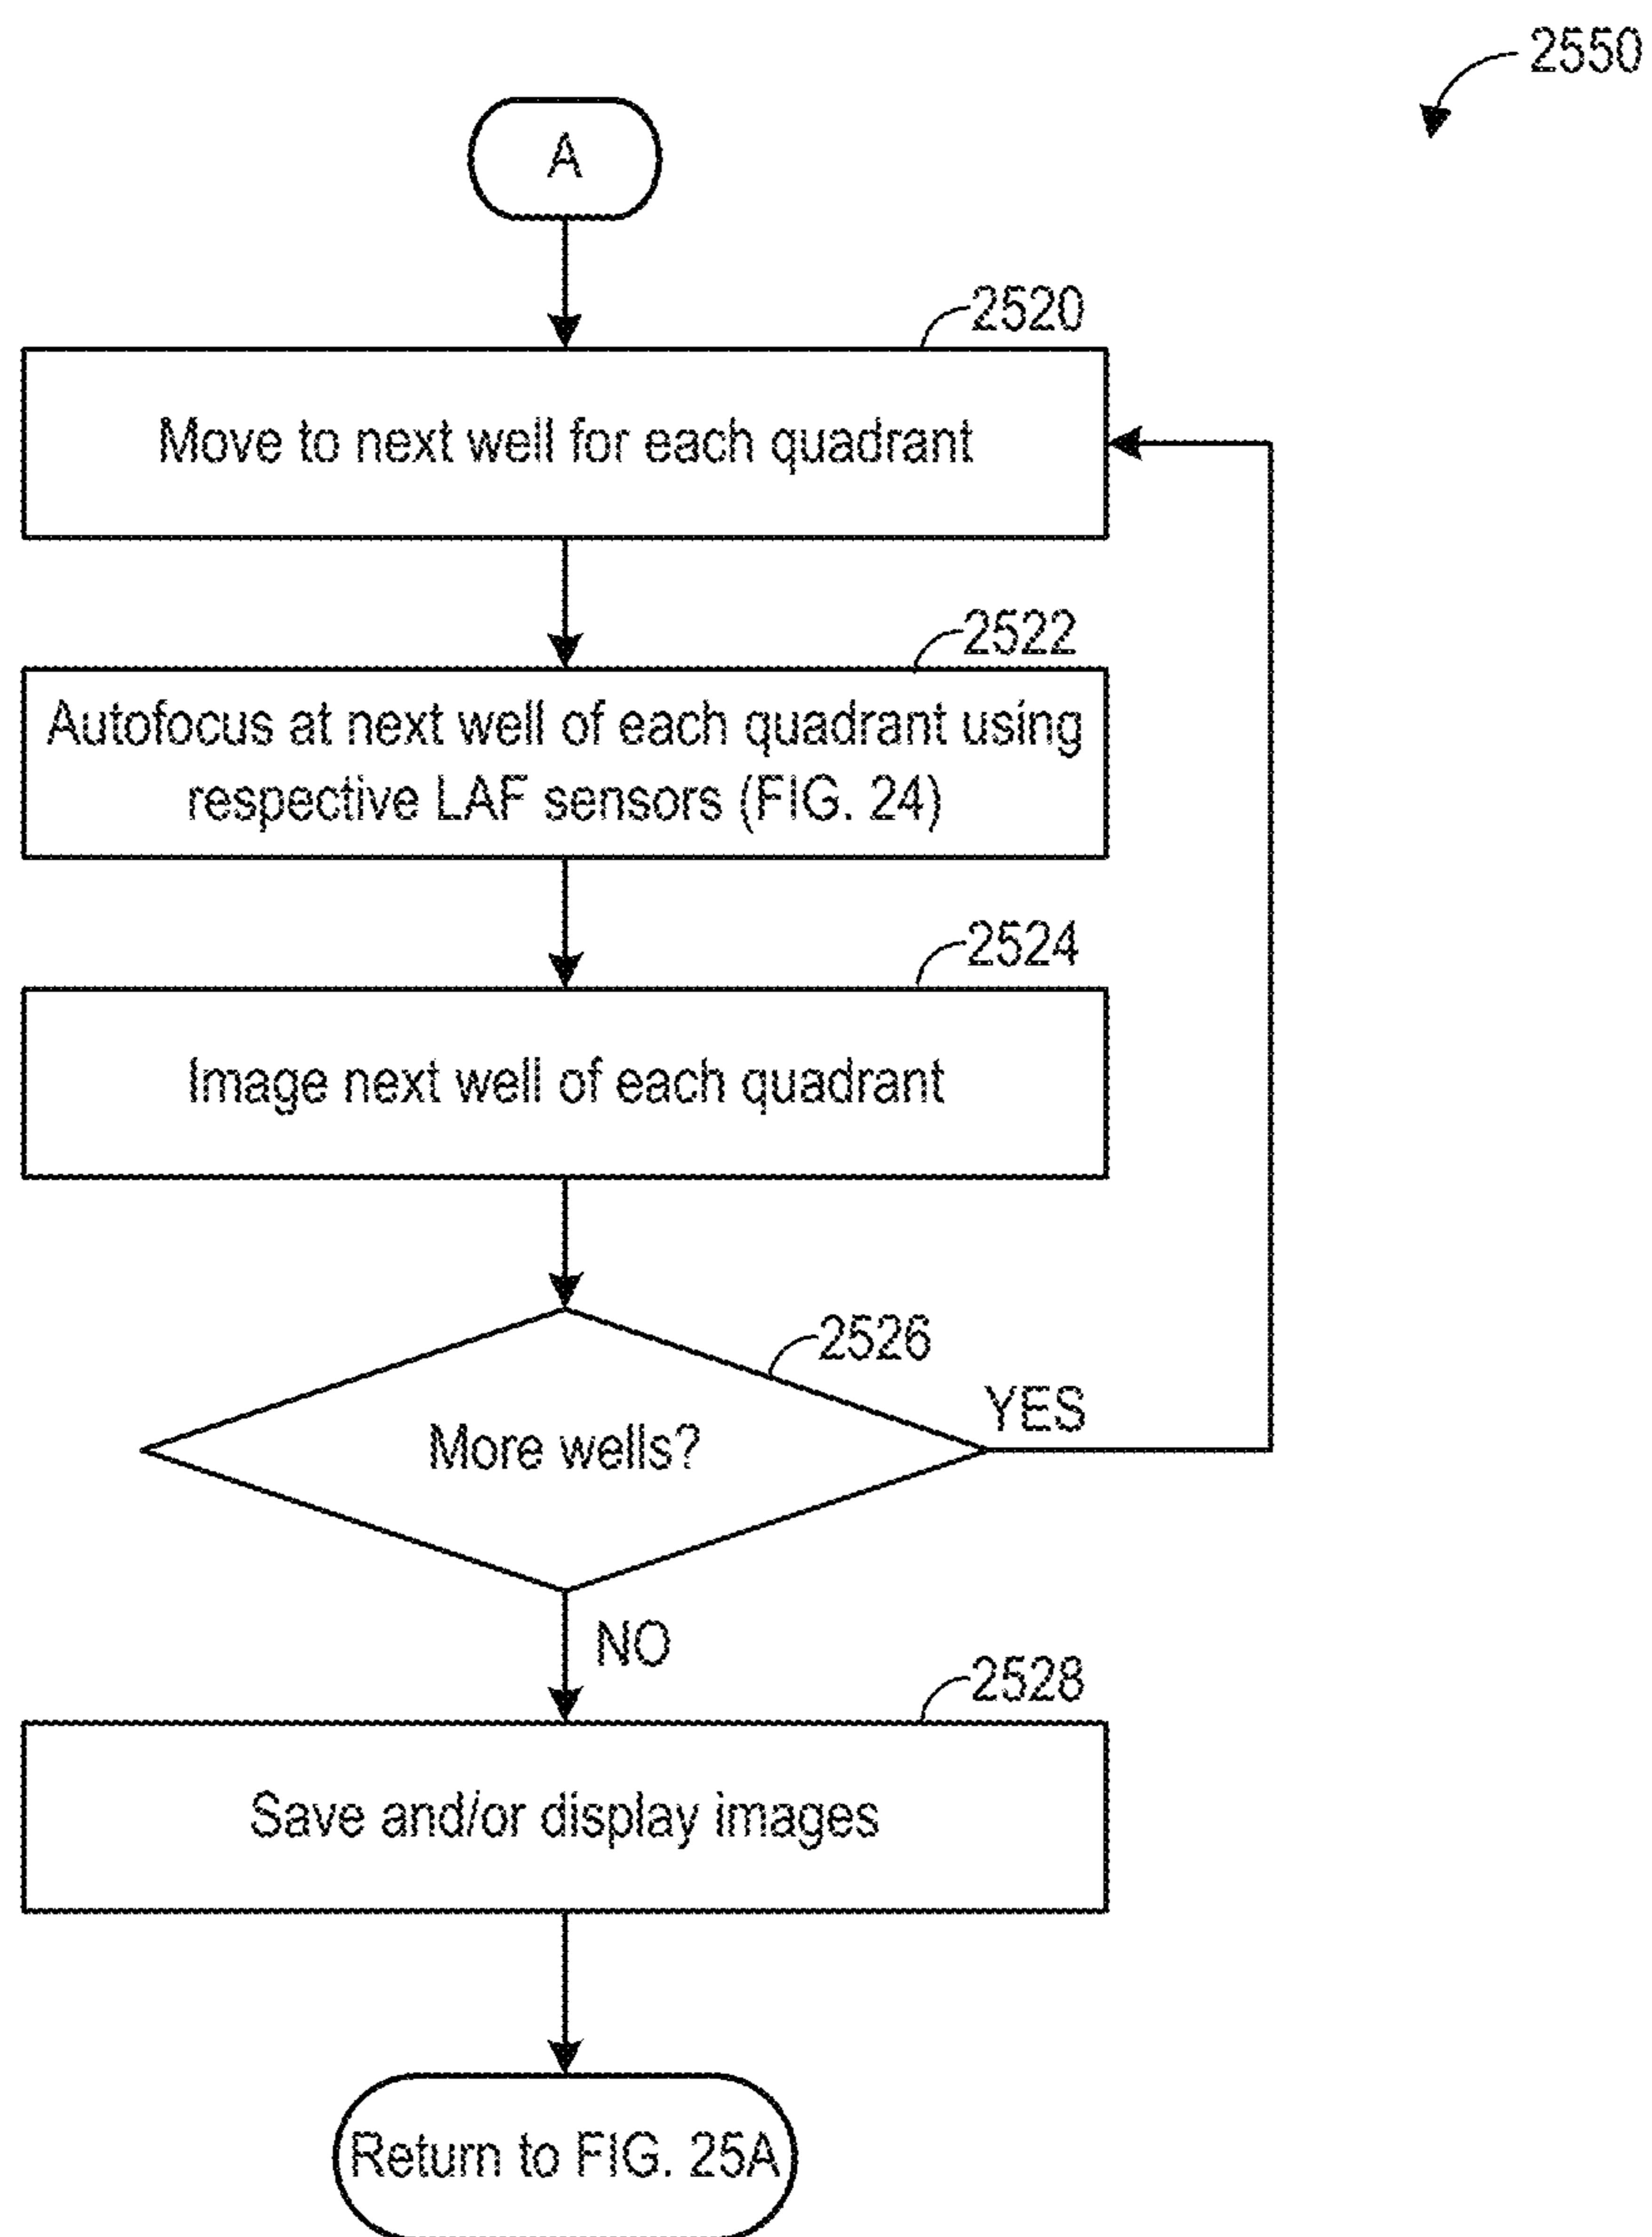 2550
A
2520
Move to next well for each quadrant
2522
Autofocus at next well of each quadrant using
respective LAF sensors (FIG. 24)
2524
Image next well of each quadrant
2526
YES
More wells?
NO
2528
Save and/or display images
Return to FIG. 25A